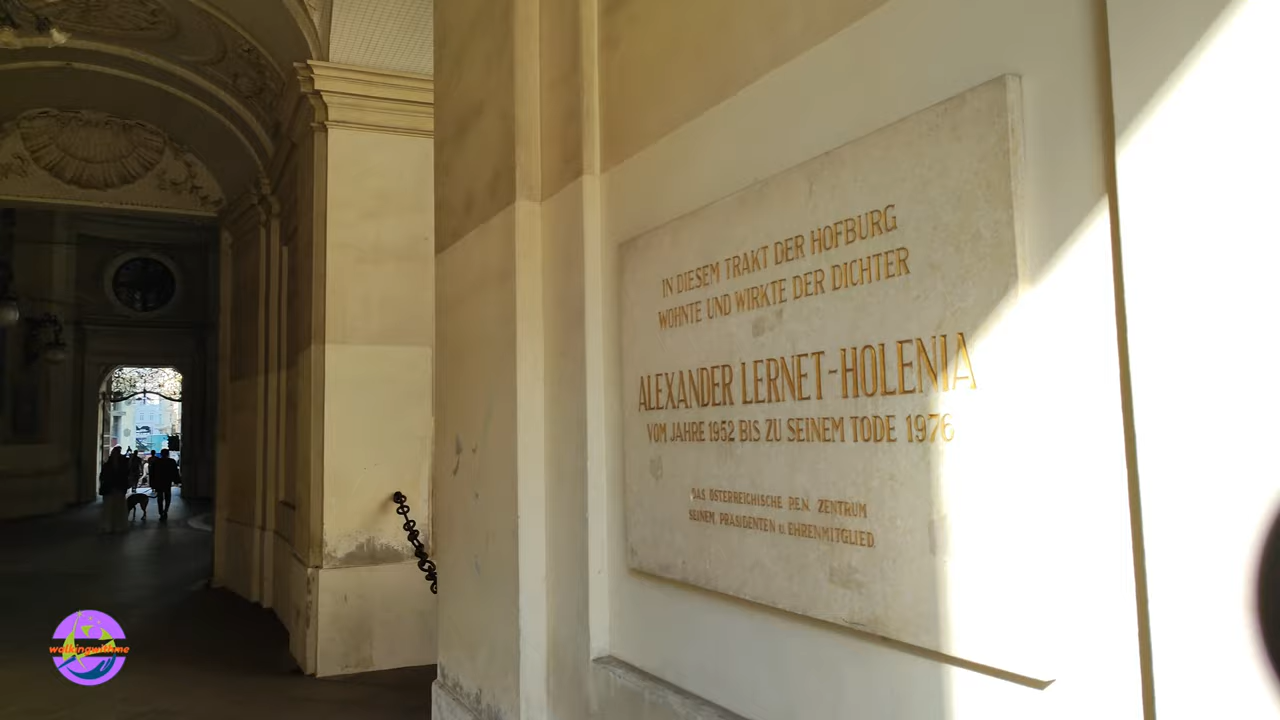 IN DIESEM TRAKT DER HOFBURG
WOHNTE UND WIRKTE DER DICHTER
ALEXANDER LERNET-HOLENIA
VOM JAHRE 1952 BIS ZU SEINEM TODE 1976
DAS ÖSTERREICHISCHE P.E.N. ZENTRUM
SEINEM PRÄSIDENTEN u. EHRENMITGLIED
walkingwithme